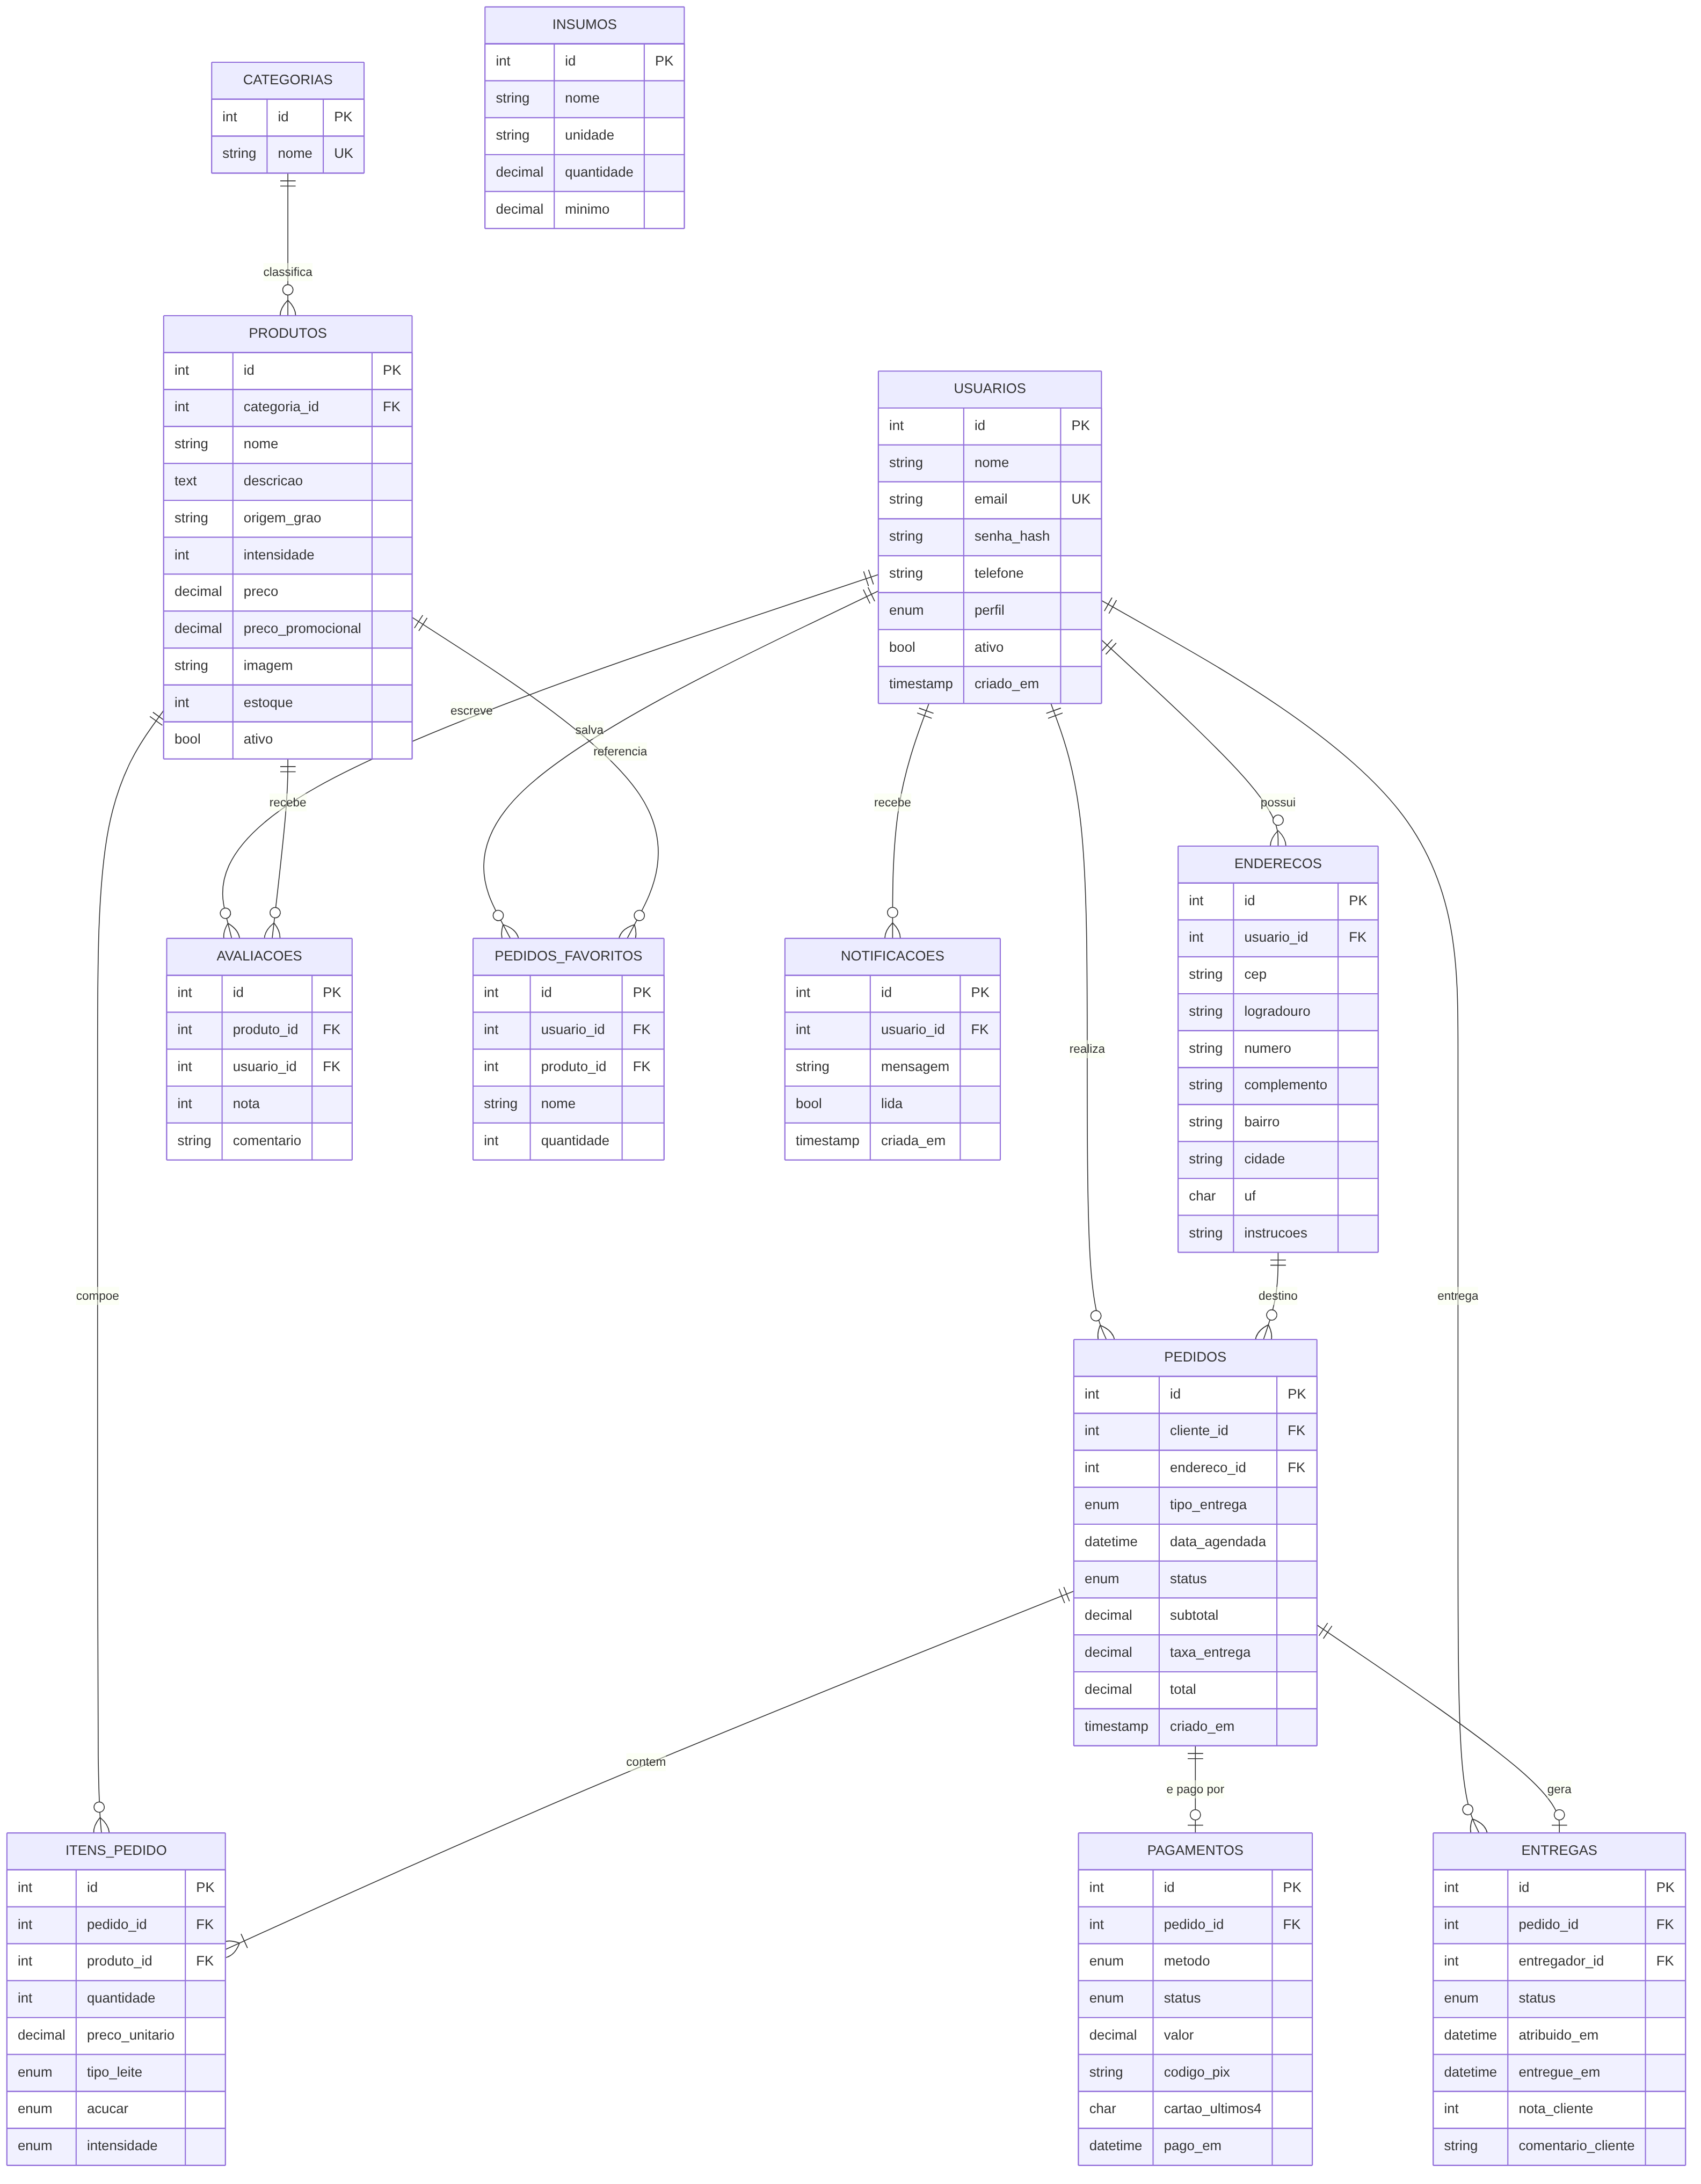 INSUMOS
int id PK
string nome
string unidade
decimal quantidade
decimal minimo
CATEGORIAS
int id PK
string nome UK
classifica
PRODUTOS
int id PK
int categoria_id FK
string nome
text descricao
string origem_grao
int intensidade
decimal preco
decimal preco_promocional
string imagem
int estoque
bool ativo
USUARIOS
int id PK
string nome
string email UK
string senha_hash
string telefone
enum perfil
bool ativo
timestamp criado_em
escreve
salva
referencia
recebe
recebe
possui
ENDERECOS
int id PK
int usuario_id FK
string cep
string logradouro
string numero
string complemento
string bairro
string cidade
char uf
string instrucoes
AVALIACOES
int id PK
int produto_id FK
int usuario_id FK
int nota
string comentario
PEDIDOS_FAVORITOS
int id PK
int usuario_id FK
int produto_id FK
string nome
int quantidade
NOTIFICACOES
int id PK
int usuario_id FK
string mensagem
bool lida
timestamp criada_em
realiza
compoe
destino
entrega
PEDIDOS
int id PK
int cliente_id FK
int endereco_id FK
enum tipo_entrega
datetime data_agendada
enum status
decimal subtotal
decimal taxa_entrega
decimal total
timestamp criado_em
contem
e pago por
gera
ITENS_PEDIDO
int id PK
int pedido_id FK
int produto_id FK
int quantidade
decimal preco_unitario
enum tipo_leite
enum acucar
enum intensidade
PAGAMENTOS
int id PK
int pedido_id FK
enum metodo
enum status
decimal valor
string codigo_pix
char cartao_ultimos4
datetime pago_em
ENTREGAS
int id PK
int pedido_id FK
int entregador_id FK
enum status
datetime atribuido_em
datetime entregue_em
int nota_cliente
string comentario_cliente